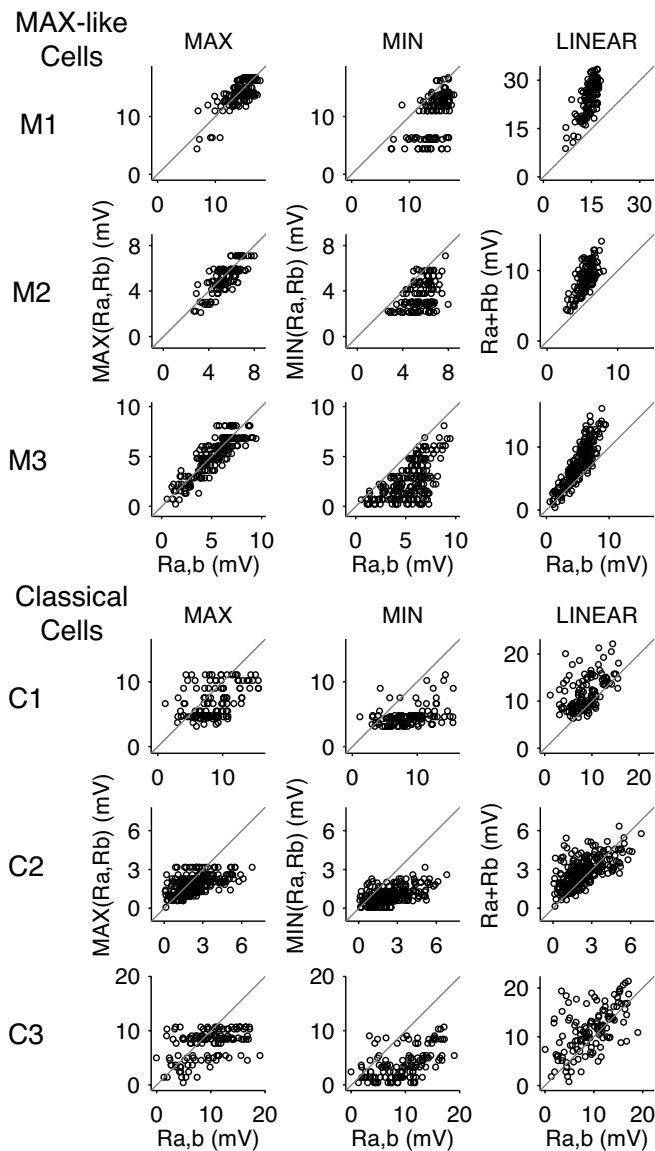 MAX-like
Cells
MAX MIN LINEAR
M1
10
0
0 10
10
0
0 10
30
15
0
0 15 30
M2
MAX(Ra,Rb) (mV)
8
4
0
0 4 8
MIN(Ra,Rb) (mV)
8
4
0
0 4 8
Ra+Rb (mV)
10
0
0 10
M3
10
5
0
0 5 10
Ra,b (mV)
10
5
0
0 5 10
Ra,b (mV)
10
0
0 10
Ra,b (mV)
Classical
Cells
MAX MIN LINEAR
C1
10
0
0 10
10
0
0 10
20
10
0
0 10 20
C2
MAX(Ra,Rb) (mV)
6
3
0
0 3 6
MIN(Ra,Rb) (mV)
6
3
0
0 3 6
Ra+Rb (mV)
6
3
0
0 3 6
C3
20
10
0
0 10 20
Ra,b (mV)
20
10
0
0 10 20
Ra,b (mV)
20
10
0
0 10 20
Ra,b (mV)